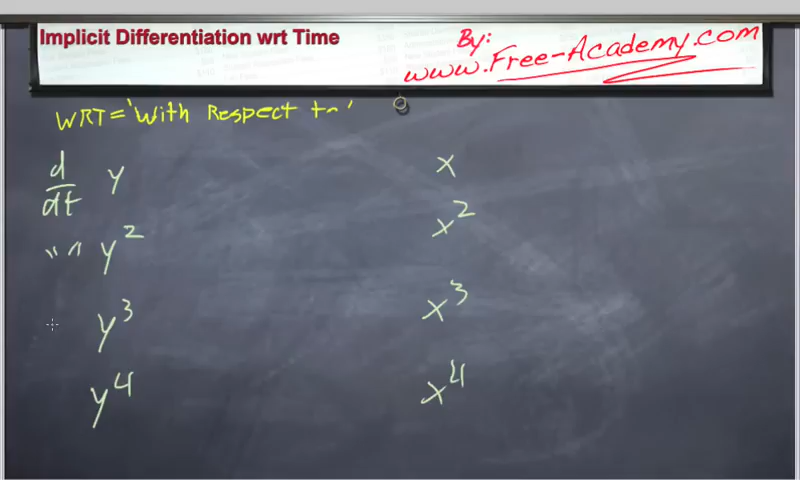 Implicit Differentiation wrt Time
By:
www.Free-Academy.com
WRT = 'With Respect to'
d/dt y x
" " y² x²
y³ x³
y⁴ x⁴